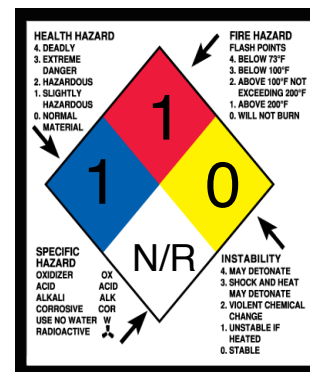 HEALTH HAZARD
4. DEADLY
3. EXTREME
DANGER
2. HAZARDOUS
1. SLIGHTLY
HAZARDOUS
0. NORMAL
MATERIAL
FIRE HAZARD
FLASH POINTS
4. BELOW 73°F
3. BELOW 100°F
2. ABOVE 100°F NOT
EXCEEDING 200°F
1. ABOVE 200°F
0. WILL NOT BURN
1
1
0
N/R
SPECIFIC
HAZARD
OXIDIZER OX
ACID ACID
ALKALI ALK
CORROSIVE COR
USE NO WATER W
RADIOACTIVE
INSTABILITY
4. MAY DETONATE
3. SHOCK AND HEAT
MAY DETONATE
2. VIOLENT CHEMICAL
CHANGE
1. UNSTABLE IF
HEATED
0. STABLE